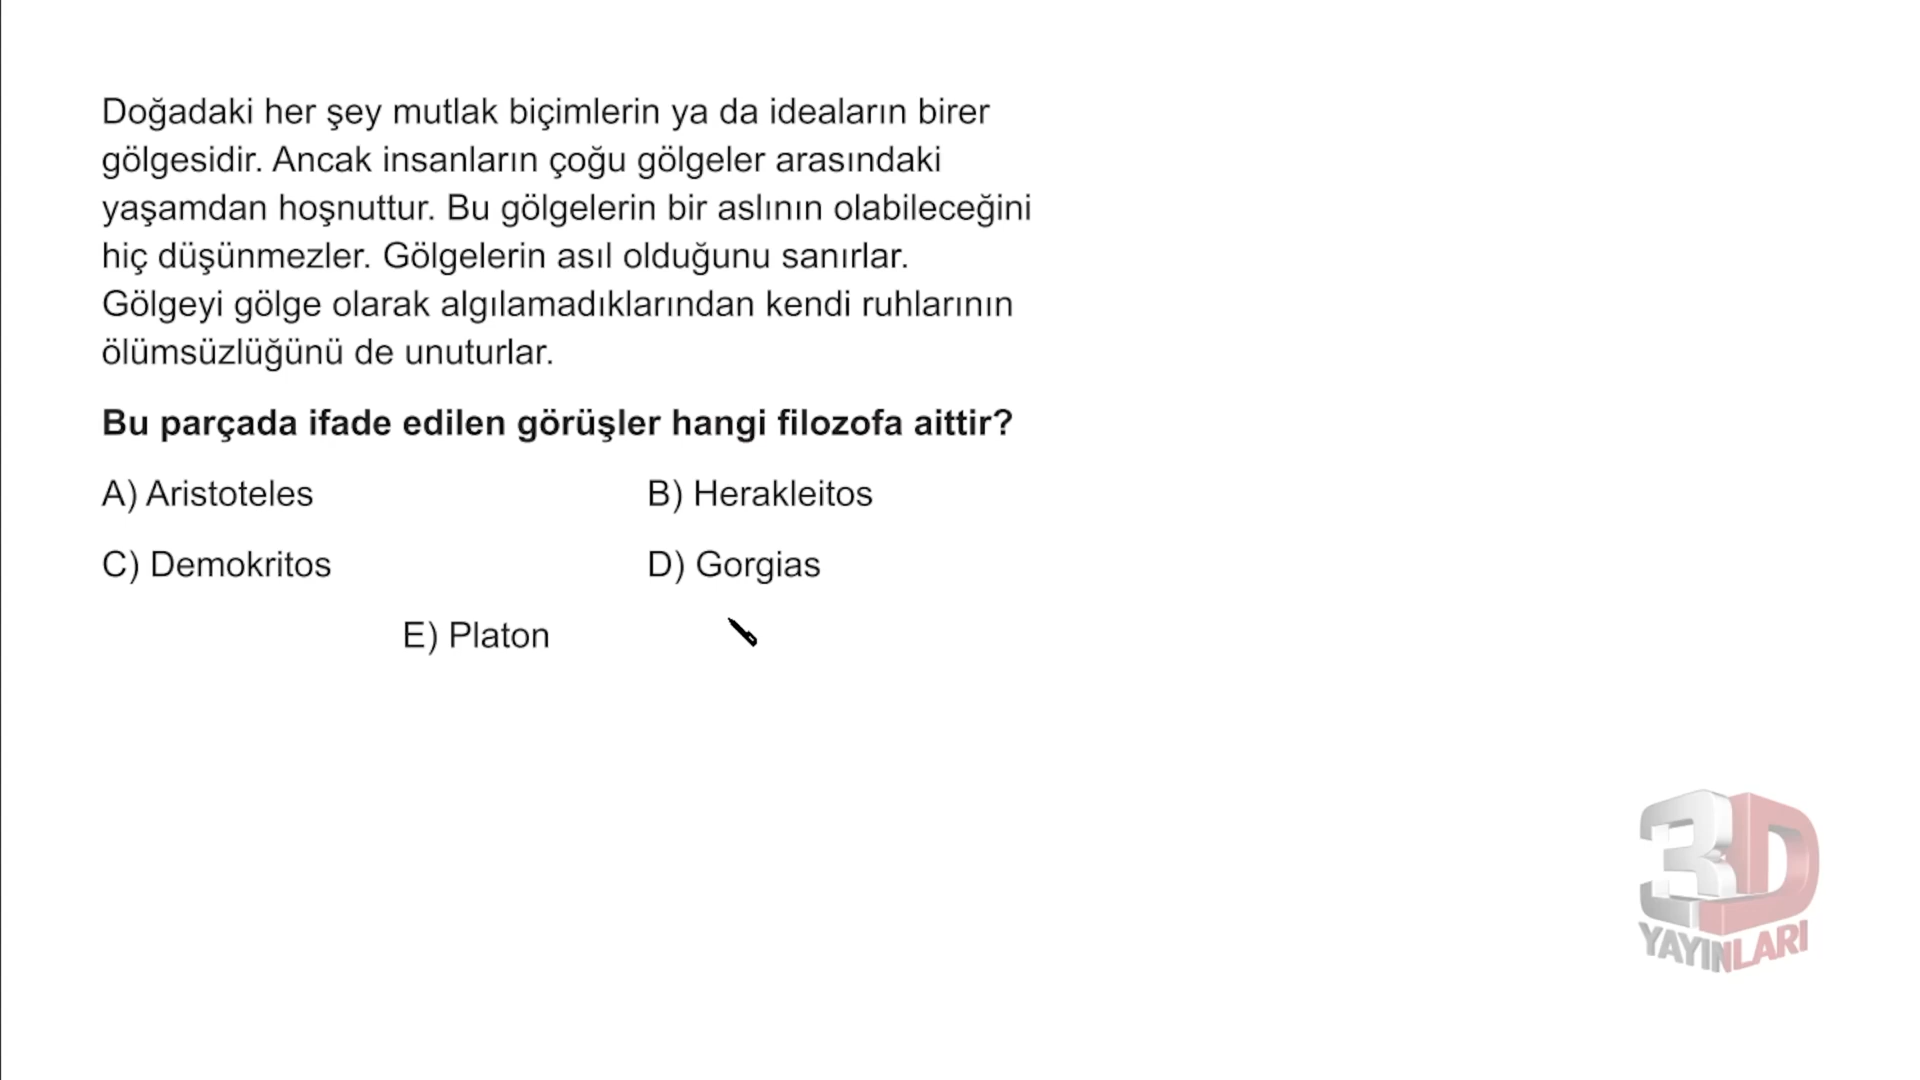 Doğadaki her şey mutlak biçimlerin ya da ideaların birer
gölgesidir. Ancak insanların çoğu gölgeler arasındaki
yaşamdan hoşnuttur. Bu gölgelerin bir aslının olabileceğini
hiç düşünmezler. Gölgelerin asıl olduğunu sanırlar.
Gölgeyi gölge olarak algılamadıklarından kendi ruhlarının
ölümsüzlüğünü de unuturlar.
Bu parçada ifade edilen görüşler hangi filozofa aittir?
A) Aristoteles
B) Herakleitos
C) Demokritos
D) Gorgias
E) Platon
3D
YAYINLARI